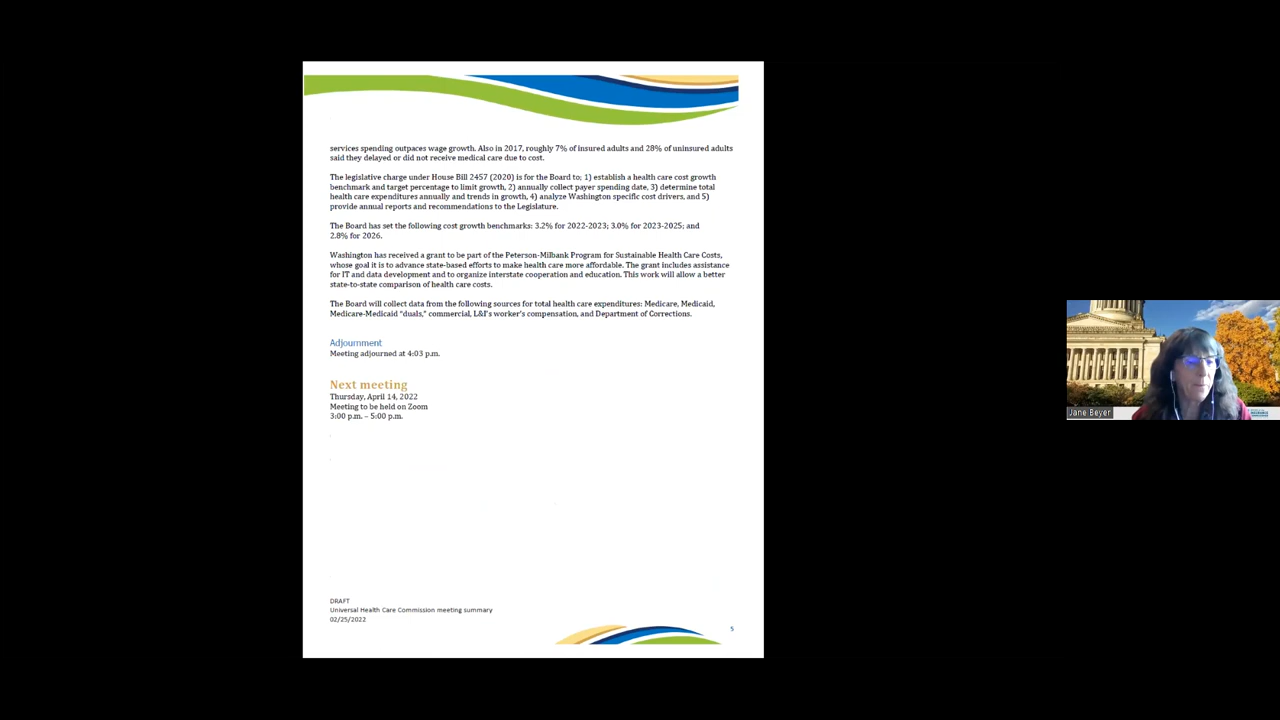 services spending outpaces wage growth. Also in 2017, roughly 7% of insured adults and 28% of uninsured adults
said they delayed or did not receive medical care due to cost.
The legislative charge under House Bill 2457 (2020) is for the Board to; 1) establish a health care cost growth
benchmark and target percentage to limit growth, 2) annually collect payer spending date, 3) determine total
health care expenditures annually and trends in growth, 4) analyze Washington specific cost drivers, and 5)
provide annual reports and recommendations to the Legislature.
The Board has set the following cost growth benchmarks: 3.2% for 2022-2023; 3.0% for 2023-2025; and
2.8% for 2026.
Washington has received a grant to be part of the Peterson-Milbank Program for Sustainable Health Care Costs,
whose goal it is to advance state-based efforts to make health care more affordable. The grant includes assistance
for IT and data development and to organize interstate cooperation and education. This work will allow a better
state-to-state comparison of health care costs.
The Board will collect data from the following sources for total health care expenditures: Medicare, Medicaid,
Medicare-Medicaid "duals," commercial, L&I's worker's compensation, and Department of Corrections.
Adjournment
Meeting adjourned at 4:03 p.m.
Next meeting
Thursday, April 14, 2022
Meeting to be held on Zoom
3:00 p.m. – 5:00 p.m.
DRAFT
Universal Health Care Commission meeting summary
02/25/2022
5
Jane Beyer